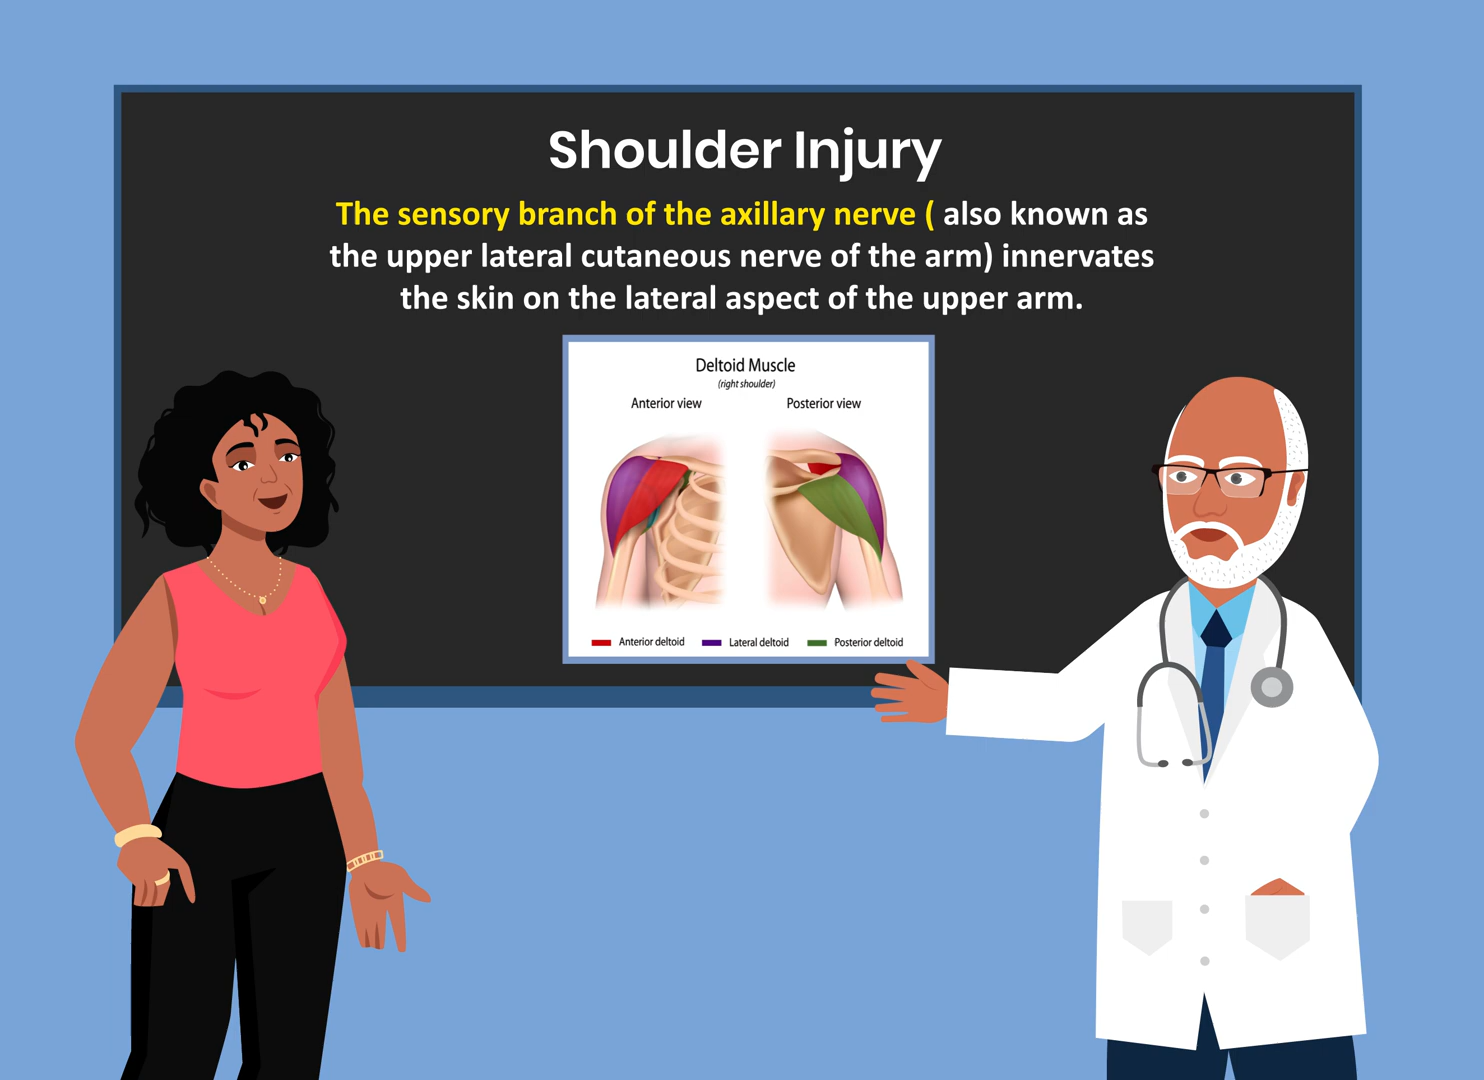 Shoulder Injury
The sensory branch of the axillary nerve ( also known as
the upper lateral cutaneous nerve of the arm) innervates
the skin on the lateral aspect of the upper arm.
Deltoid Muscle
(right shoulder)
Anterior view
Posterior view
Anterior deltoid
Lateral deltoid
Posterior deltoid